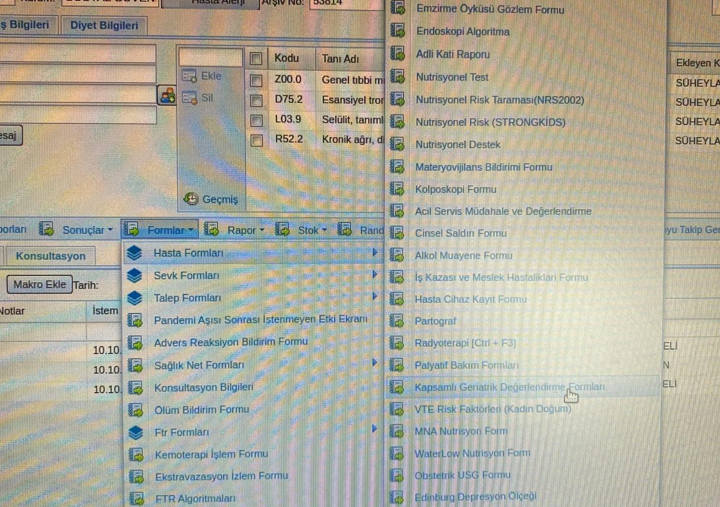 Hasta Alerji
Arşiv No: 53814
ş Bilgileri
Diyet Bilgileri
Ekle
Sil
Geçmiş
esaj
Kodu
Tanı Adı
Z00.0
Genel tıbbi m
D75.2
Esansiyel tron
L03.9
Selülit, tanıml
R52.2
Kronik ağrı, d
Ekleyen K
SÜHEYLA
SÜHEYLA
SÜHEYLA
SÜHEYLA
porları
Sonuçlar
Formlar
Rapor
Stok
Rand
yu Takip Ger
Konsultasyon
Makro Ekle
Tarih:
Notlar
İstem
10.10.
10.10.
10.10.
ELİ
N
ELİ
Hasta Formları
Sevk Formları
Talep Formları
Pandemi Aşısı Sonrası İstenmeyen Etki Ekranı
Advers Reaksiyon Bildirim Formu
Sağlık Net Formları
Konsultasyon Bilgileri
Ölüm Bildirim Formu
Ftr Formları
Kemoterapi İşlem Formu
Ekstravazasyon İzlem Formu
FTR Algoritmaları
Emzirme Öyküsü Gözlem Formu
Endoskopi Algoritma
Adli Kati Raporu
Nutrisyonel Test
Nutrisyonel Risk Taraması(NRS2002)
Nutrisyonel Risk (STRONGKİDS)
Nutrisyonel Destek
Materyovijilans Bildirimi Formu
Kolposkopi Formu
Acil Servis Müdahale ve Değerlendirme
Cinsel Saldırı Formu
Alkol Muayene Formu
İş Kazası ve Meslek Hastalıkları Formu
Hasta Cihaz Kayıt Formu
Partograf
Radyoterapi [Ctrl + F3]
Palyatif Bakım Formları
Kapsamlı Geriatrik Değerlendirme Formları
VTE Risk Faktörleri (Kadın Doğum)
MNA Nutrisyon Form
WaterLow Nutrisyon Form
Obstetrik USG Formu
Edinburg Depresyon Ölçeği